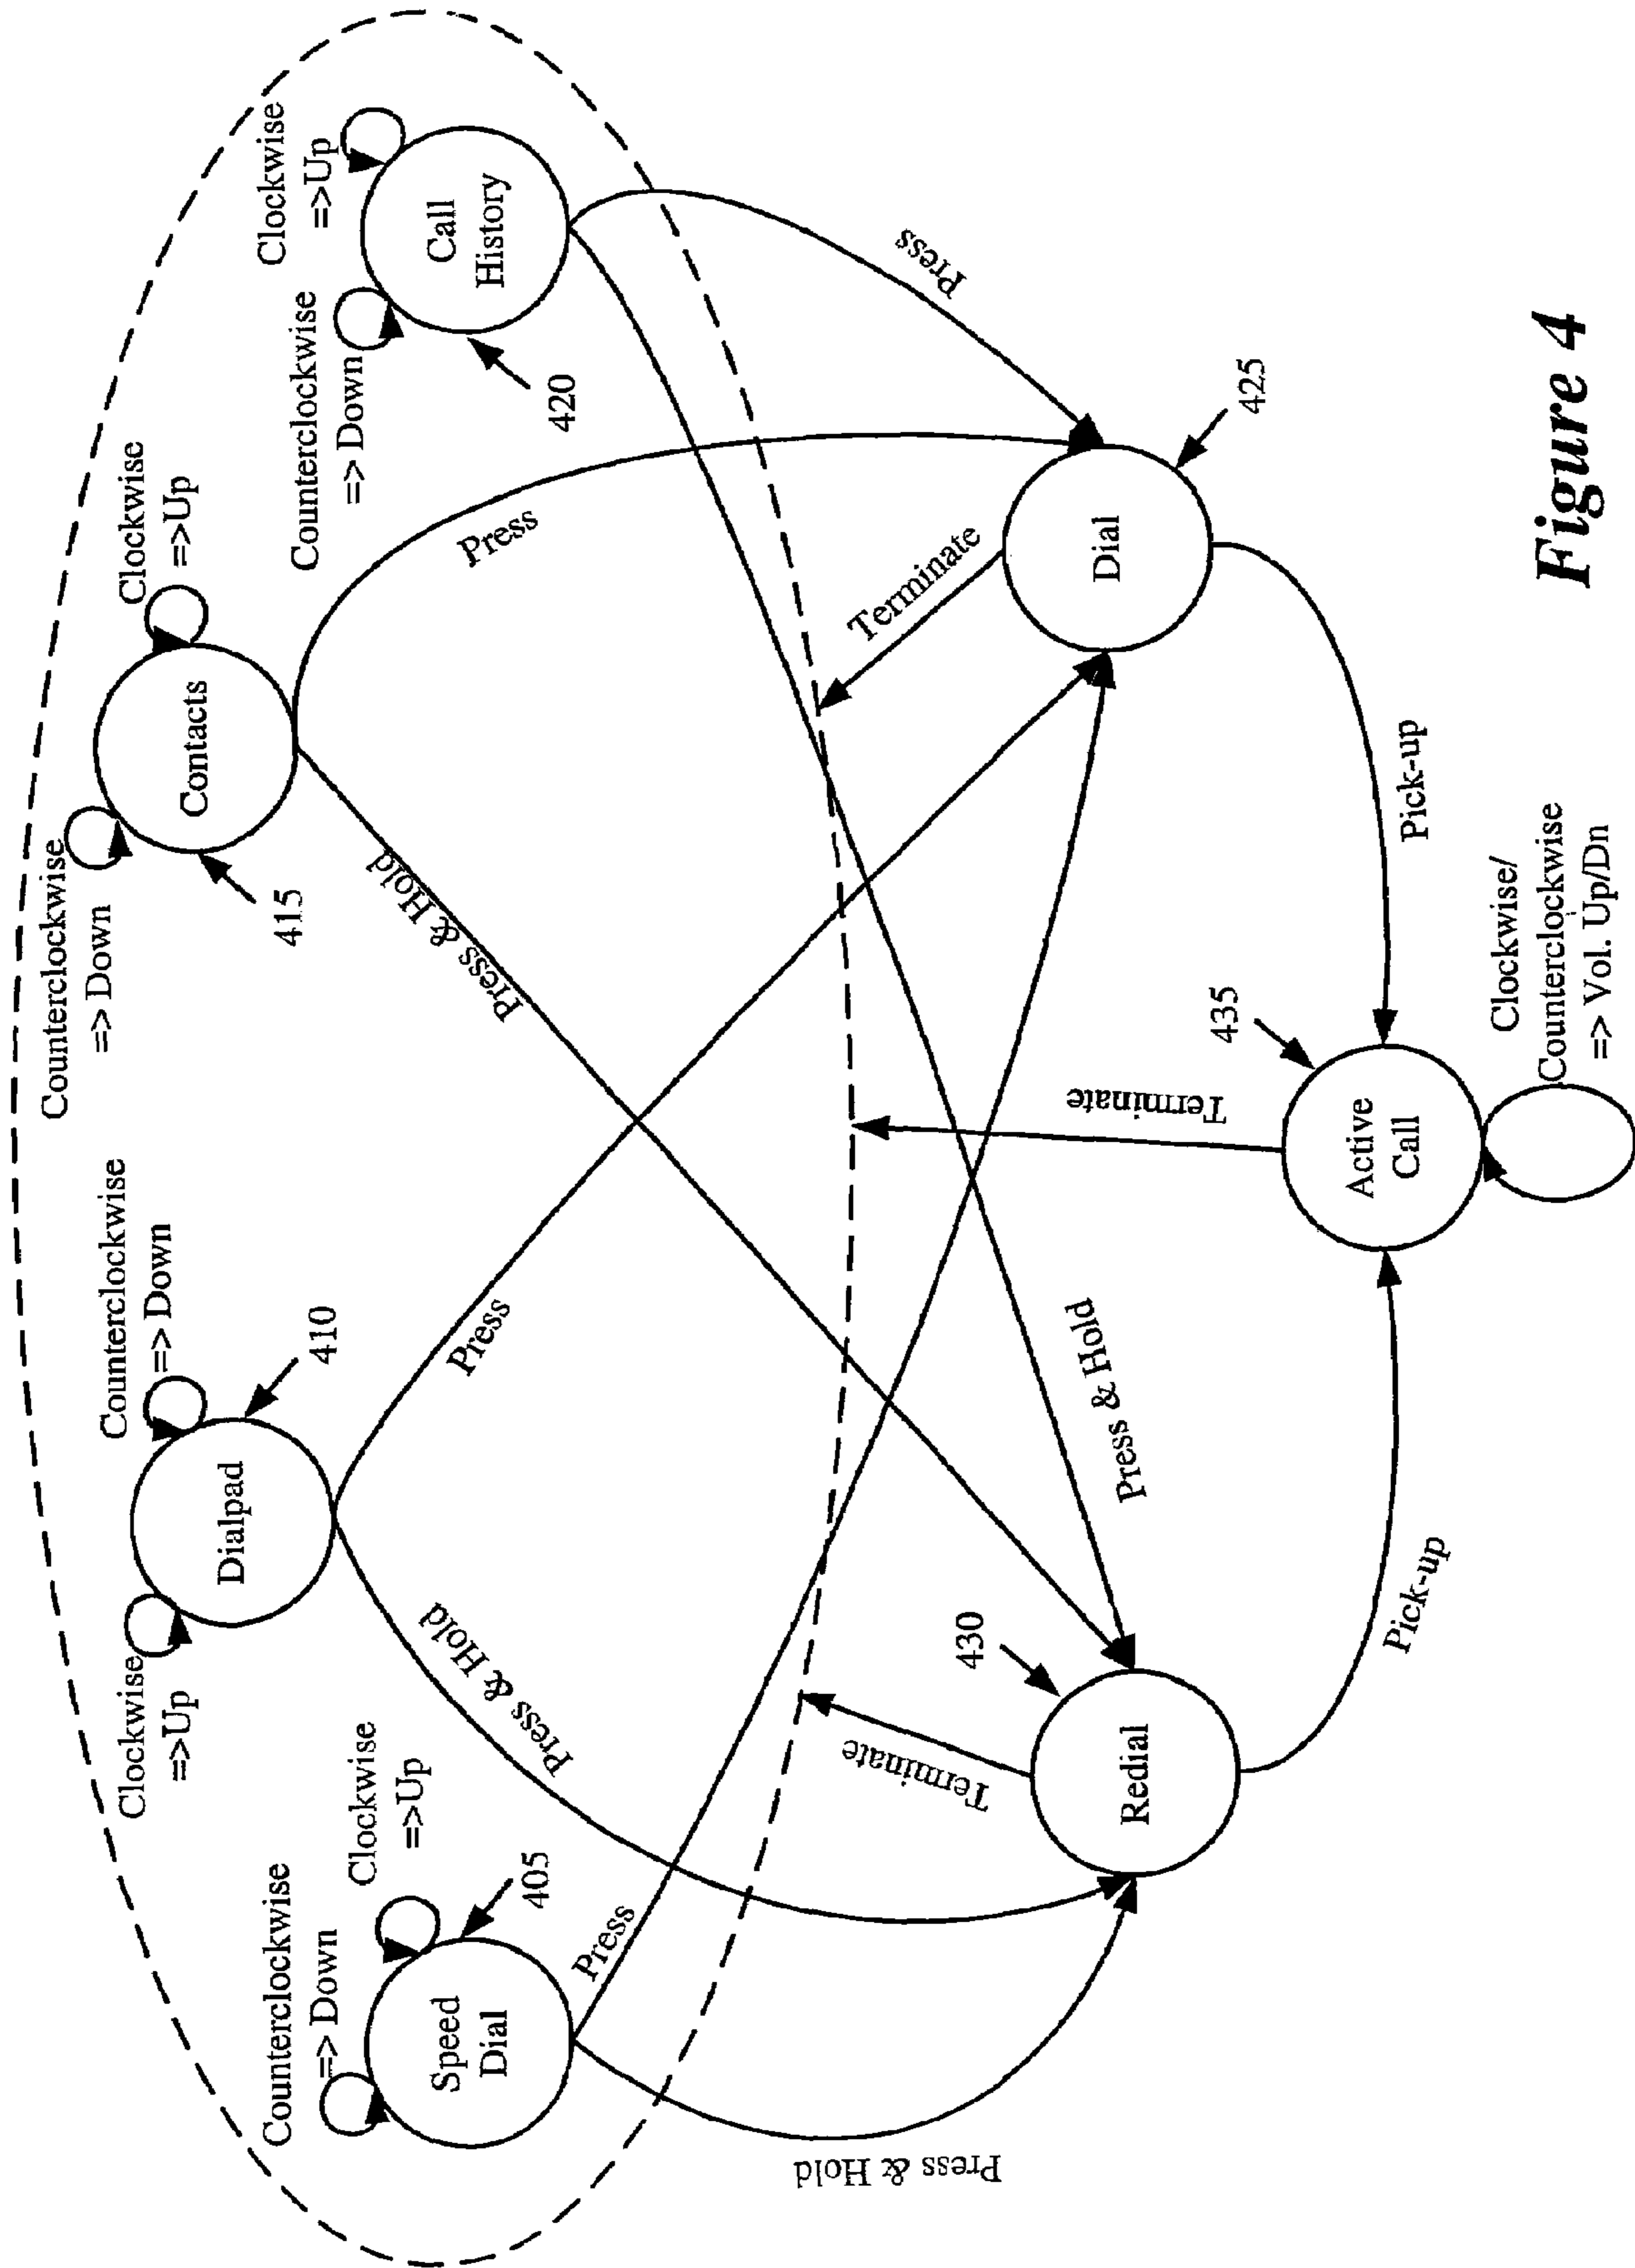 Counterclockwise
=> Down
Clockwise
=>Up
Speed
Dial
405
Clockwise
=>Up
Counterclockwise
=> Down
Dialpad
410
Counterclockwise
=> Down
Clockwise
=>Up
Contacts
415
Counterclockwise
=> Down
Clockwise
=>Up
Call
History
420
Press & Hold
Press
Press & Hold
Press
Press & Hold
Press
Press & Hold
Press
Terminate
Terminate
Terminate
Redial
430
Dial
425
Active
Call
435
Pick-up
Pick-up
Clockwise/
Counterclockwise
=> Vol. Up/Dn
Figure 4